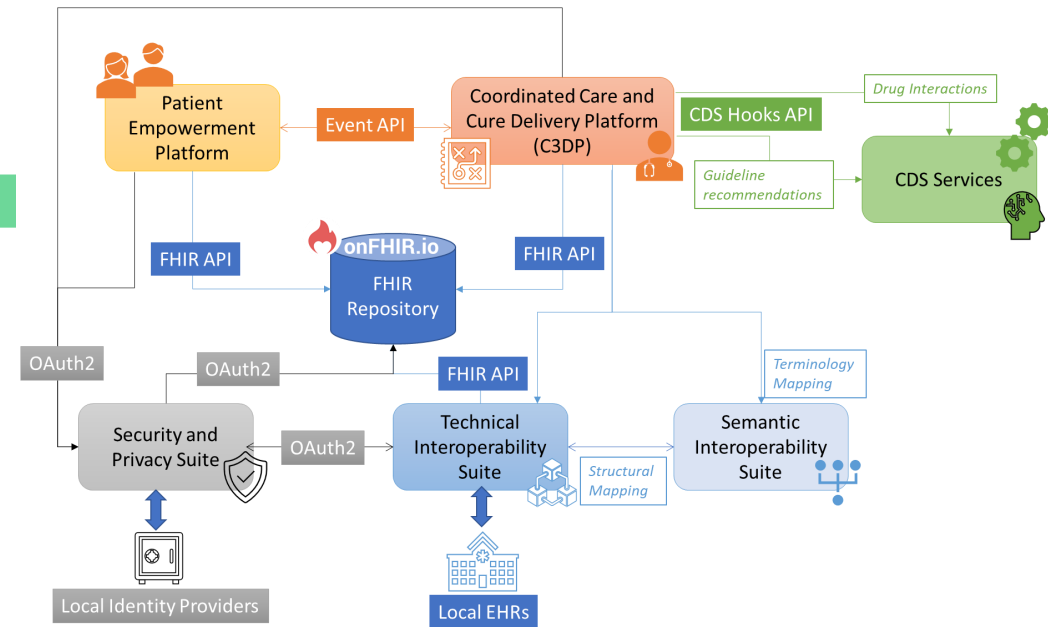 Patient
Empowerment
Platform
Event API
Coordinated Care and
Cure Delivery Platform
(C3DP)
CDS Hooks API
Drug Interactions
Guideline
recommendations
CDS Services
FHIR API
onFHIR.io
FHIR
Repository
FHIR API
OAuth2
OAuth2
FHIR API
Terminology
Mapping
Security and
Privacy Suite
OAuth2
Technical
Interoperability
Suite
Structural
Mapping
Semantic
Interoperability
Suite
Local Identity Providers
Local EHRs